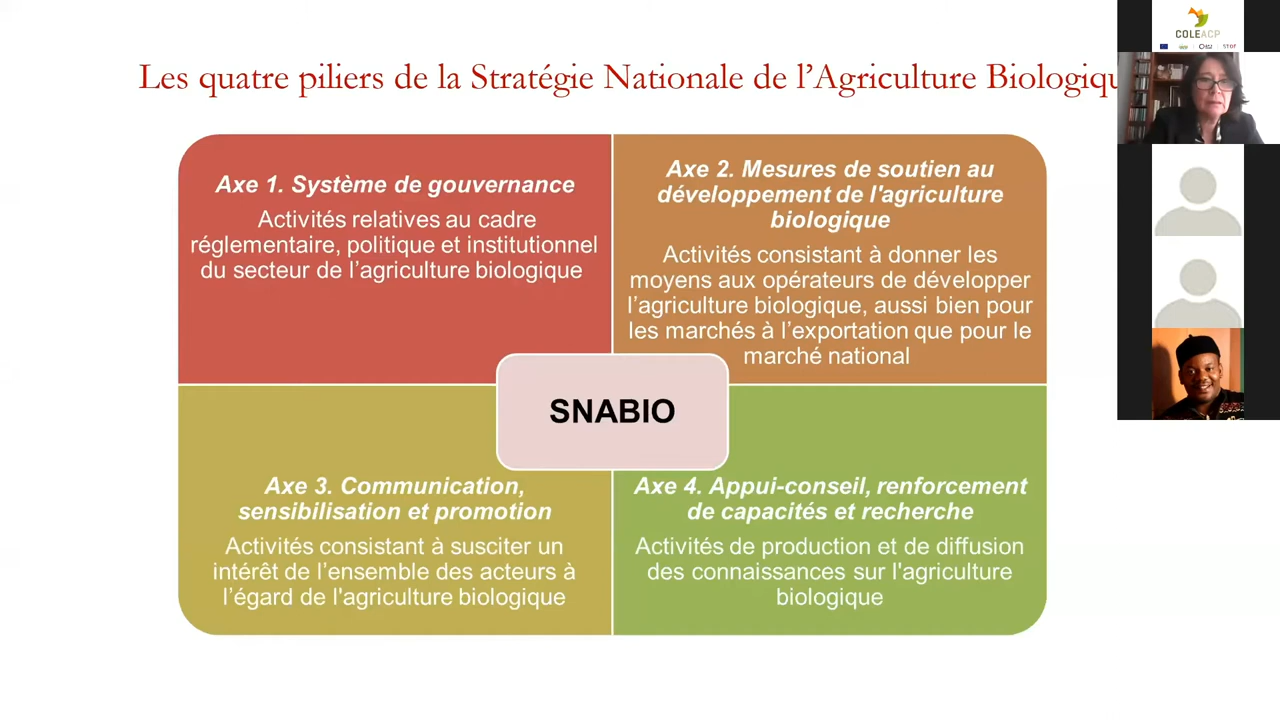 Les quatre piliers de la Stratégie Nationale de l’Agriculture Biologiqu
Axe 1. Système de gouvernance
Activités relatives au cadre
réglementaire, politique et institutionnel
du secteur de l’agriculture biologique
Axe 2. Mesures de soutien au
développement de l'agriculture
biologique
Activités consistant à donner les
moyens aux opérateurs de développer
l’agriculture biologique, aussi bien pour
les marchés à l’exportation que pour le
marché national
SNABIO
Axe 3. Communication,
sensibilisation et promotion
Activités consistant à susciter un
intérêt de l’ensemble des acteurs à
l’égard de l'agriculture biologique
Axe 4. Appui-conseil, renforcement
de capacités et recherche
Activités de production et de diffusion
des connaissances sur l'agriculture
biologique
COLEACP